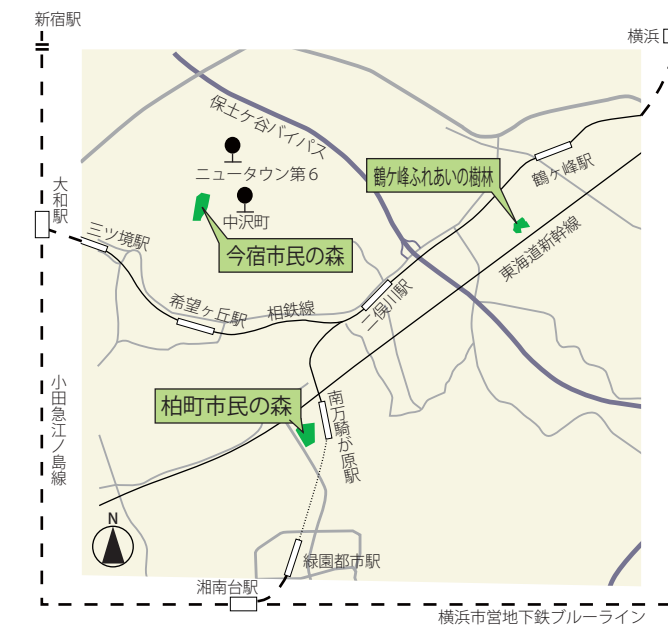 新宿駅
横浜
保土ケ谷バイパス
ニュータウン第6
鶴ケ峰ふれあいの樹林
鶴ヶ峰駅
大和駅
中沢町
三ツ境駅
今宿市民の森
東海道新幹線
希望ヶ丘駅
相鉄線
二俣川駅
小田急江ノ島線
柏町市民の森
南万騎が原駅
N
緑園都市駅
湘南台駅
横浜市営地下鉄ブルーライン